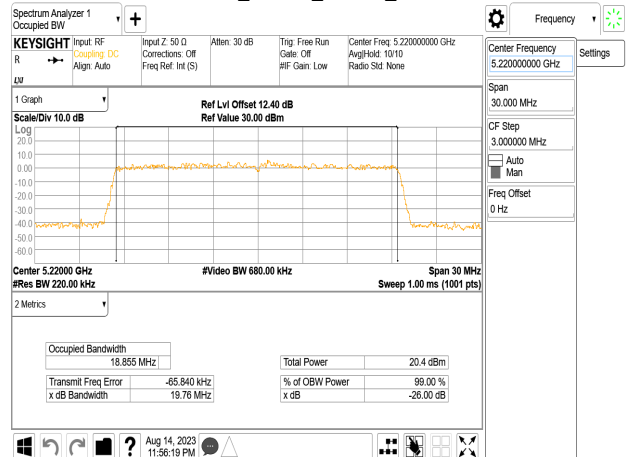 Spectrum Analyzer 1
Occupied BW
+
Frequency
KEYSIGHT
R
Input: RF
Coupling: DC
Align: Auto
Input Z: 50 Ω
Corrections: Off
Freq Ref: Int (S)
Atten: 30 dB
Trig: Free Run
Gate: Off
#IF Gain: Low
Center Freq: 5.220000000 GHz
Avg|Hold: 10/10
Radio Std: None
Center Frequency
5.220000000 GHz
Settings
Span
30.000 MHz
CF Step
3.000000 MHz
Auto
Man
Freq Offset
0 Hz
1 Graph
Scale/Div 10.0 dB
Ref Lvl Offset 12.40 dB
Ref Value 30.00 dBm
Log
20.0
10.0
0.00
-10.0
-20.0
-30.0
-40.0
-50.0
-60.0
Center 5.22000 GHz
#Res BW 220.00 kHz
#Video BW 680.00 kHz
Span 30 MHz
Sweep 1.00 ms (1001 pts)
2 Metrics
Occupied Bandwidth
18.855 MHz
Total Power 20.4 dBm
Transmit Freq Error -65.840 kHz
% of OBW Power 99.00 %
x dB Bandwidth 19.76 MHz
x dB -26.00 dB
?
Aug 14, 2023
11:56:19 PM